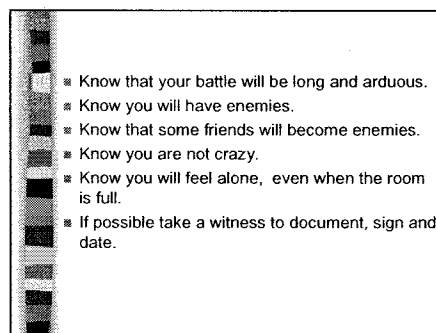 Know that your battle will be long and arduous.
Know you will have enemies.
Know that some friends will become enemies.
Know you are not crazy.
Know you will feel alone, even when the room
is full.
If possible take a witness to document, sign and
date.